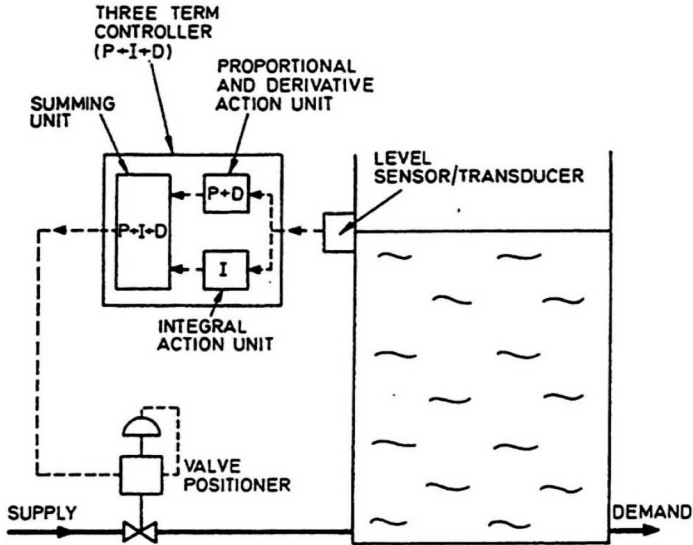 THREE TERM
CONTROLLER
(P+I+D)
PROPORTIONAL
AND DERIVATIVE
ACTION UNIT
SUMMING
UNIT
LEVEL
SENSOR/TRANSDUCER
P+D
P+I+D
I
INTEGRAL
ACTION UNIT
VALVE
POSITIONER
SUPPLY
DEMAND